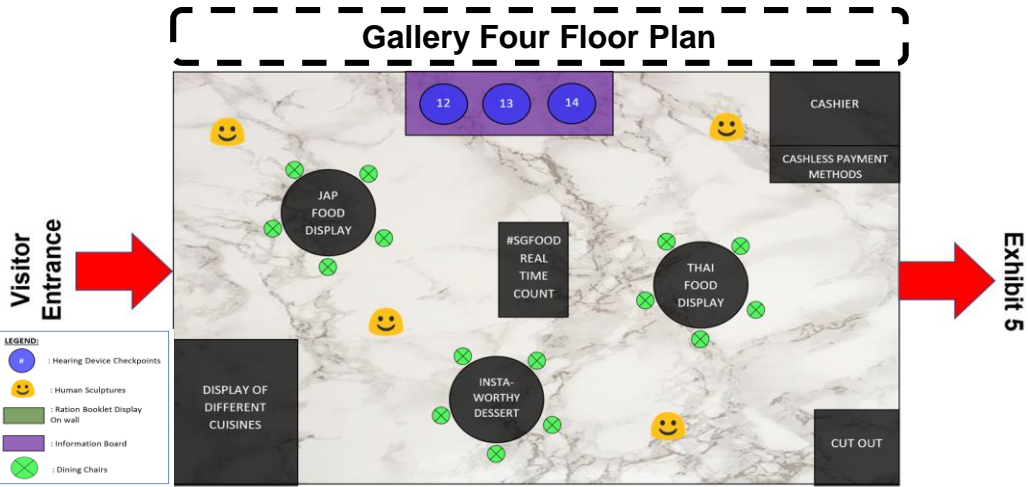 Gallery Four Floor Plan
12
13
14
CASHIER
CASHLESS PAYMENT
METHODS
JAP
FOOD
DISPLAY
#SGFOOD
REAL
TIME
COUNT
THAI
FOOD
DISPLAY
Visitor
Entrance
Exhibit 5
LEGEND:
# : Hearing Device Checkpoints
: Human Sculptures
: Ration Booklet Display
On wall
: Information Board
: Dining Chairs
DISPLAY OF
DIFFERENT
CUISINES
INSTA-
WORTHY
DESSERT
CUT OUT